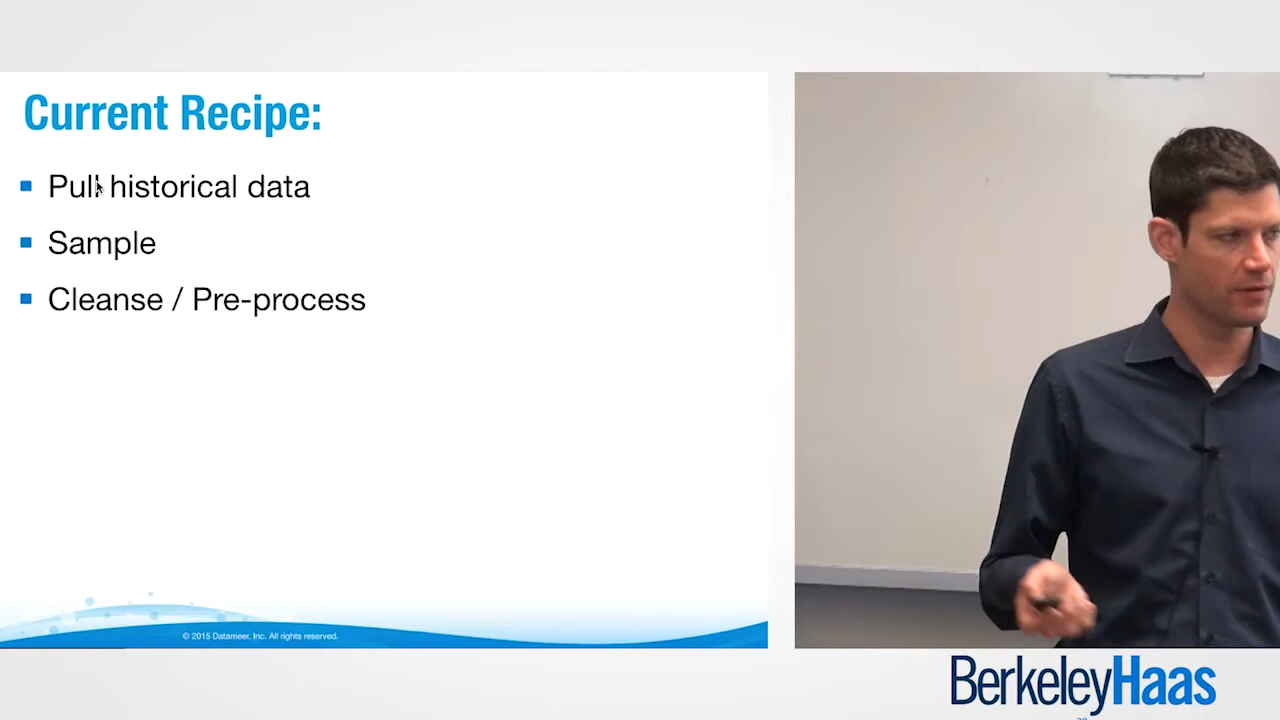 Current Recipe:
Pull historical data
Sample
Cleanse / Pre-process
© 2015 Datameer, Inc. All rights reserved.
BerkeleyHaas